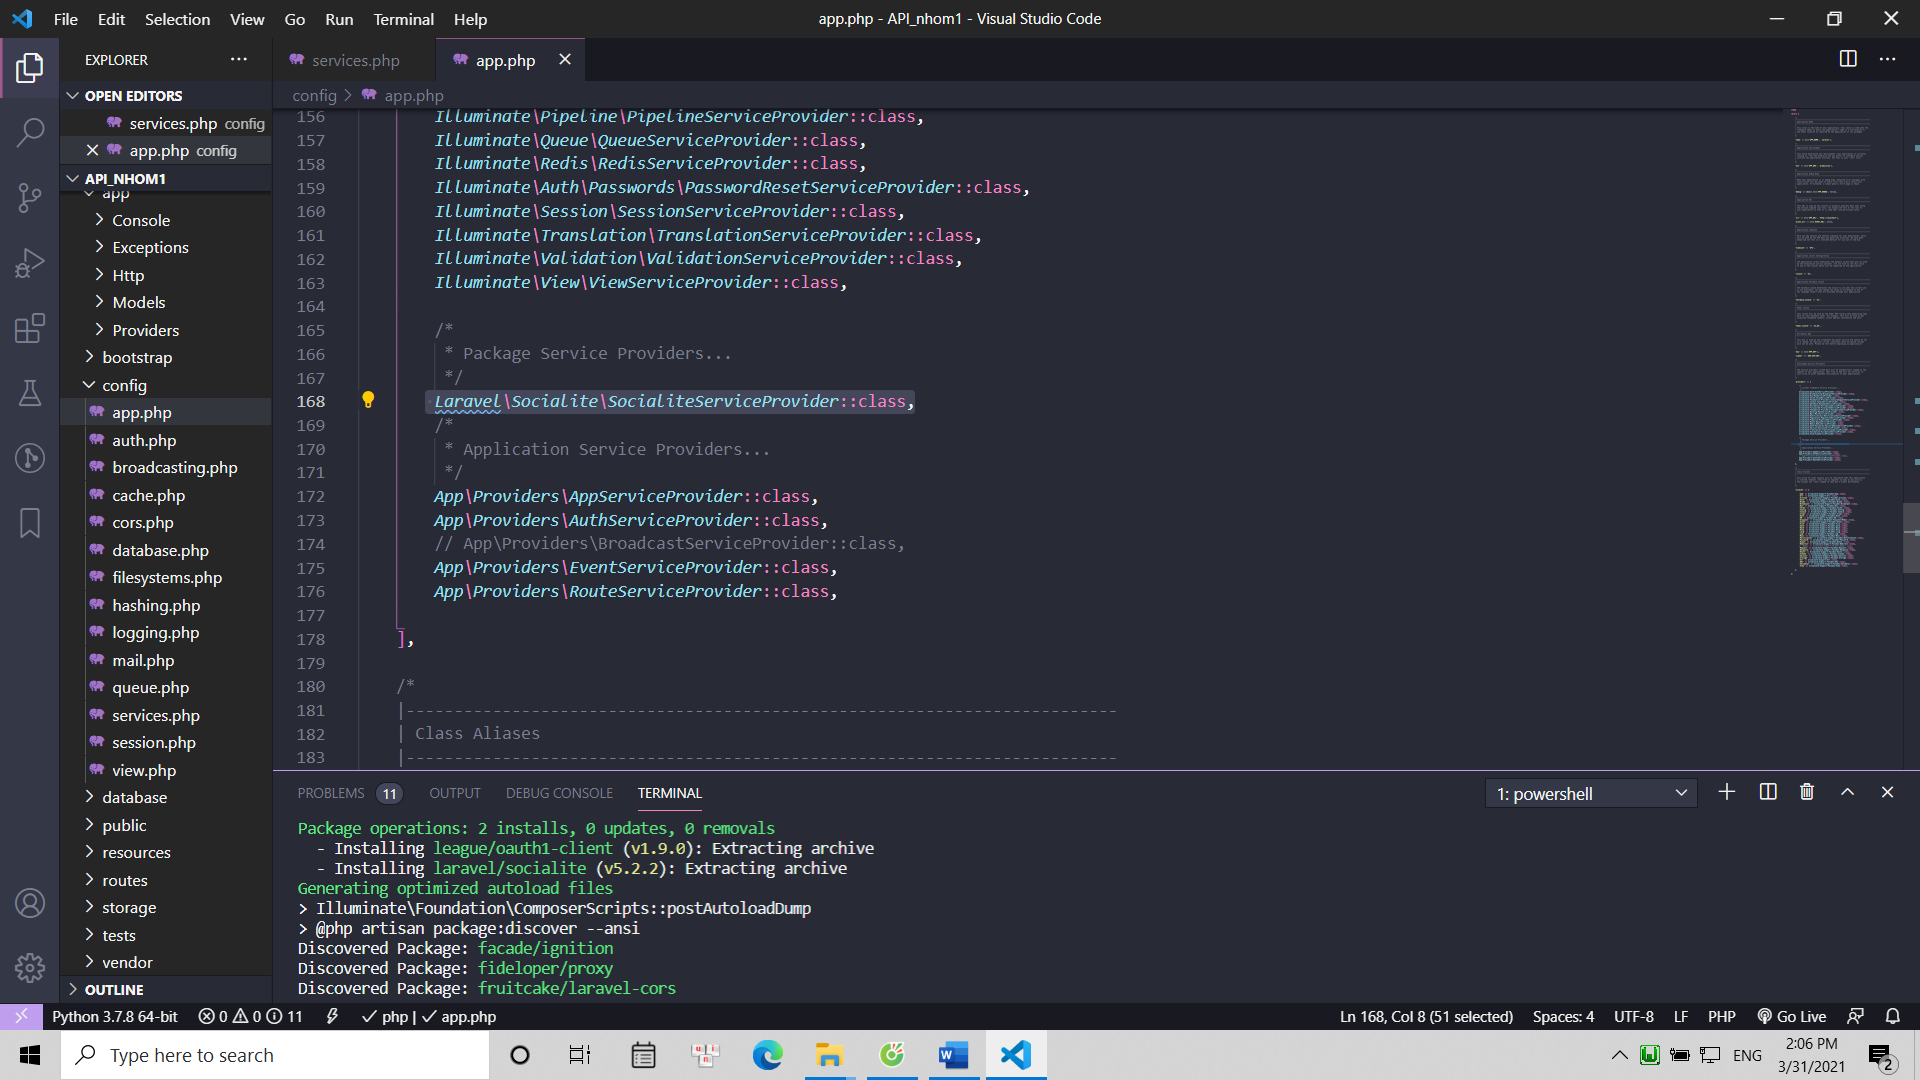 File Edit Selection View Go Run Terminal Help
app.php - API_nhom1 - Visual Studio Code
EXPLORER
OPEN EDITORS
services.php config
app.php config
API_NHOM1
app
Console
Exceptions
Http
Models
Providers
bootstrap
config
app.php
auth.php
broadcasting.php
cache.php
cors.php
database.php
filesystems.php
hashing.php
logging.php
mail.php
queue.php
services.php
session.php
view.php
database
public
resources
routes
storage
tests
vendor
OUTLINE
services.php
app.php
config > app.php
156 Illuminate\Pipeline\PipelineServiceProvider::class,
157 Illuminate\Queue\QueueServiceProvider::class,
158 Illuminate\Redis\RedisServiceProvider::class,
159 Illuminate\Auth\Passwords\PasswordResetServiceProvider::class,
160 Illuminate\Session\SessionServiceProvider::class,
161 Illuminate\Translation\TranslationServiceProvider::class,
162 Illuminate\Validation\ValidationServiceProvider::class,
163 Illuminate\View\ViewServiceProvider::class,
164
165 /*
166 * Package Service Providers...
167 */
168 Laravel\Socialite\SocialiteServiceProvider::class,
169 /*
170 * Application Service Providers...
171 */
172 App\Providers\AppServiceProvider::class,
173 App\Providers\AuthServiceProvider::class,
174 // App\Providers\BroadcastServiceProvider::class,
175 App\Providers\EventServiceProvider::class,
176 App\Providers\RouteServiceProvider::class,
177
178 ],
179
180 /*
181 |--------------------------------------------------------------------------
182 | Class Aliases
183 |--------------------------------------------------------------------------
PROBLEMS 11 OUTPUT DEBUG CONSOLE TERMINAL
1: powershell
Package operations: 2 installs, 0 updates, 0 removals
- Installing league/oauth1-client (v1.9.0): Extracting archive
- Installing laravel/socialite (v5.2.2): Extracting archive
Generating optimized autoload files
> Illuminate\Foundation\ComposerScripts::postAutoloadDump
> @php artisan package:discover --ansi
Discovered Package: facade/ignition
Discovered Package: fideloper/proxy
Discovered Package: fruitcake/laravel-cors
Python 3.7.8 64-bit 0 0 11 php | app.php
Ln 168, Col 8 (51 selected) Spaces: 4 UTF-8 LF PHP Go Live
Type here to search
ENG
2:06 PM
3/31/2021
2